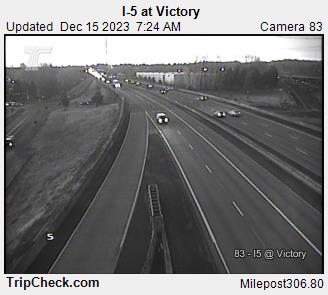 I-5 at Victory
Updated Dec 15 2023 7:24 AM Camera 83
S
83 - I5 @ Victory
TripCheck.com Milepost306.80